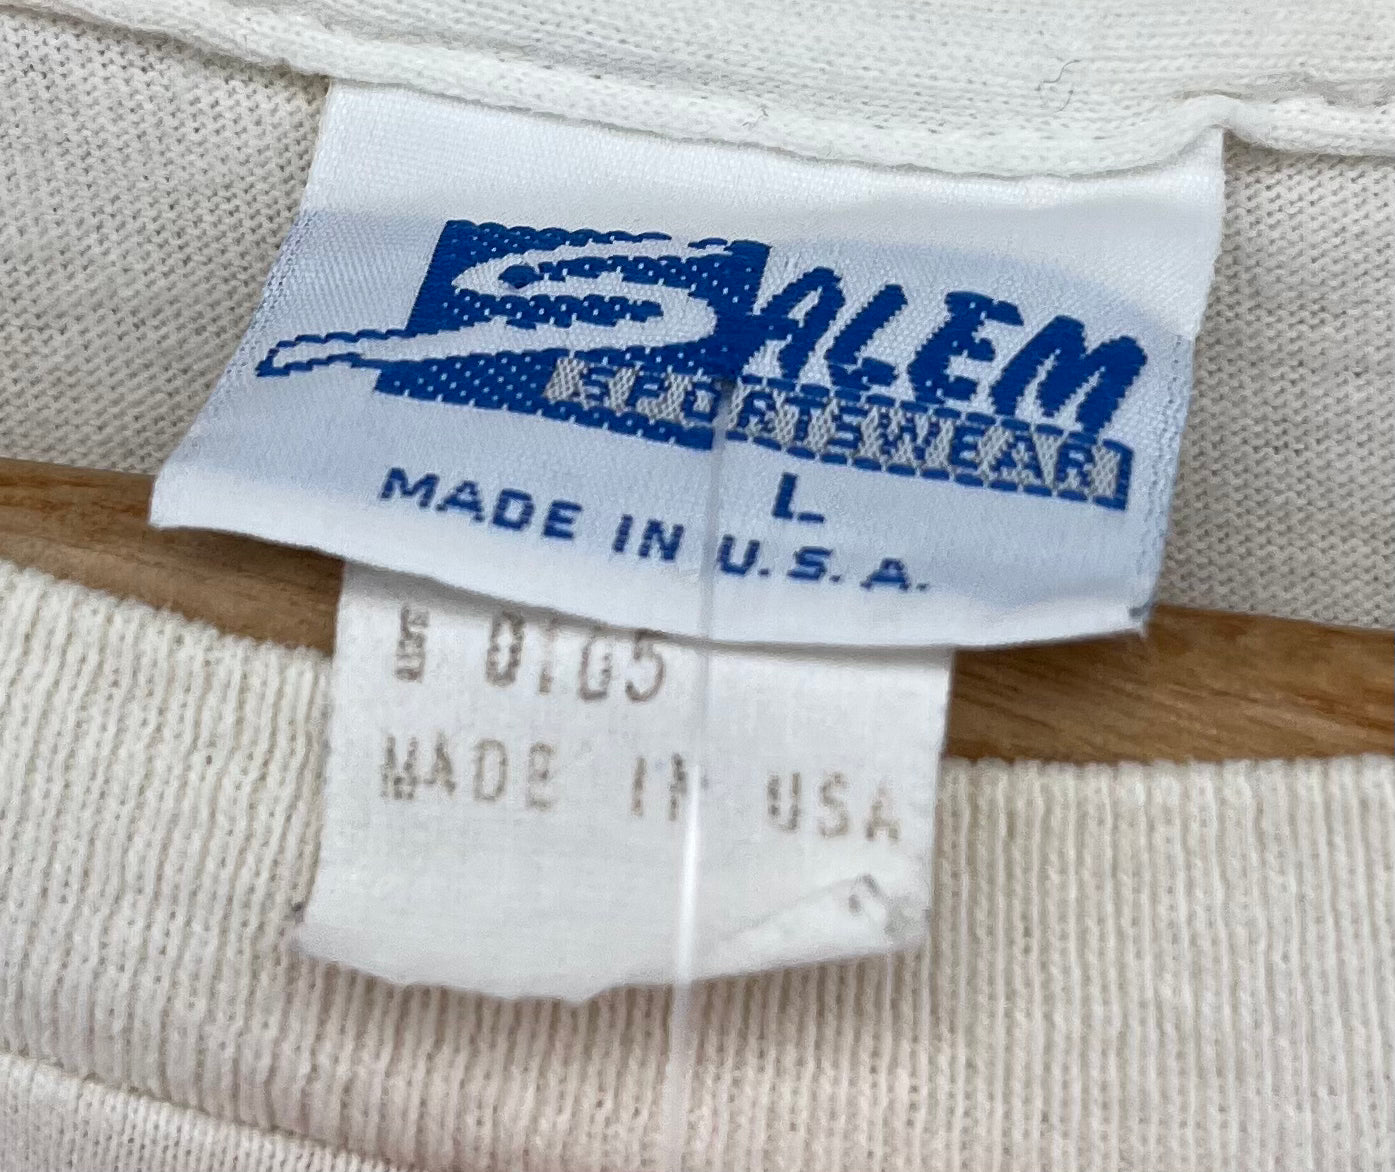 SALEM
SPORTSWEAR
L
MADE IN U.S.A.
MADE IN USA